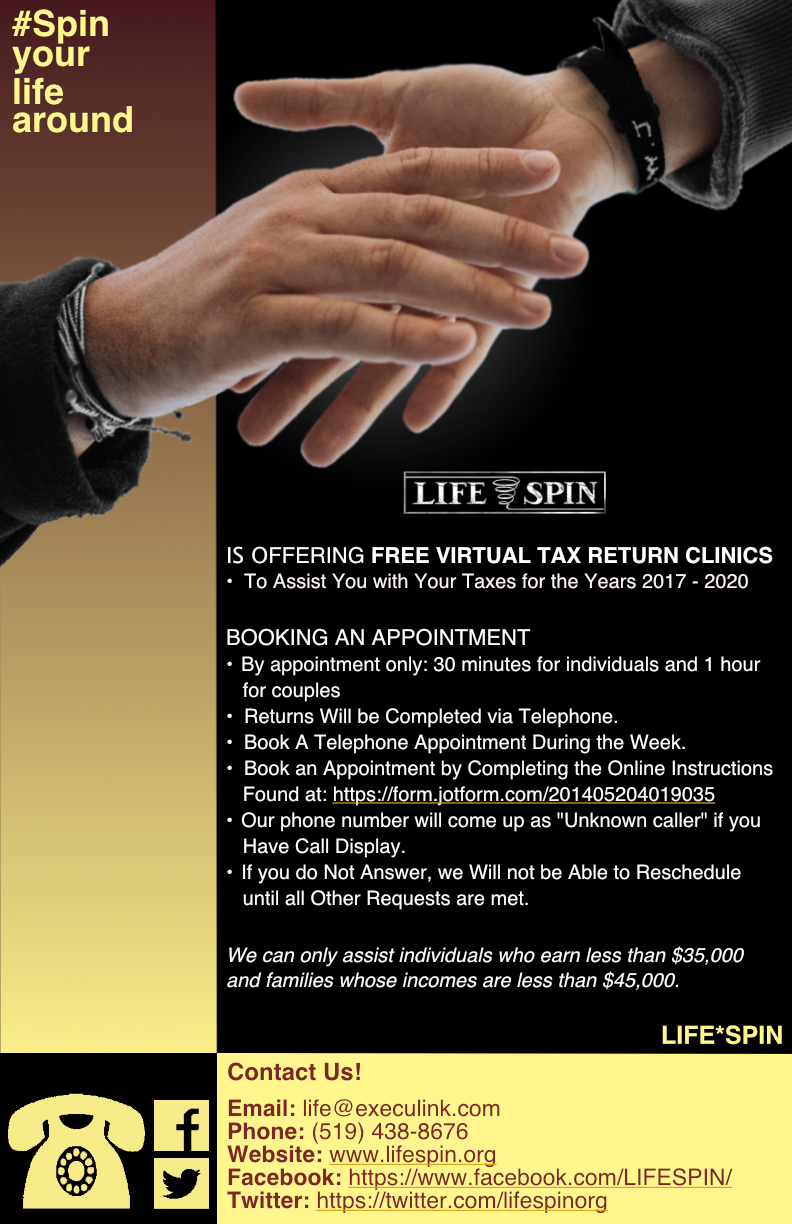 #Spin
your
life
around
LIFE SPIN
IS OFFERING FREE VIRTUAL TAX RETURN CLINICS
• To Assist You with Your Taxes for the Years 2017 - 2020
BOOKING AN APPOINTMENT
• By appointment only: 30 minutes for individuals and 1 hour
for couples
• Returns Will be Completed via Telephone.
• Book A Telephone Appointment During the Week.
• Book an Appointment by Completing the Online Instructions
Found at: https://form.jotform.com/201405204019035
• Our phone number will come up as "Unknown caller" if you
Have Call Display.
• If you do Not Answer, we Will not be Able to Reschedule
until all Other Requests are met.
We can only assist individuals who earn less than $35,000
and families whose incomes are less than $45,000.
LIFE*SPIN
Contact Us!
Email: life@execulink.com
Phone: (519) 438-8676
Website: www.lifespin.org
Facebook: https://www.facebook.com/LIFESPIN/
Twitter: https://twitter.com/lifespinorg